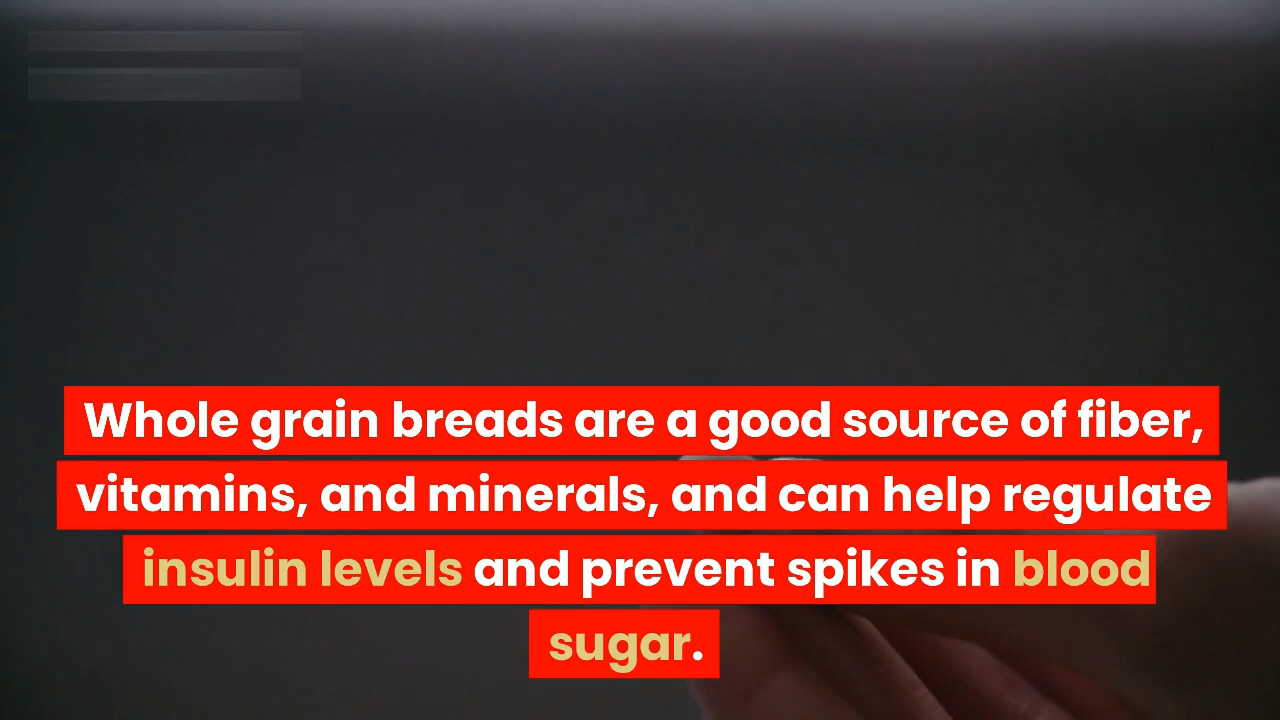 Whole grain breads are a good source of fiber,
vitamins, and minerals, and can help regulate
insulin levels and prevent spikes in blood
sugar.